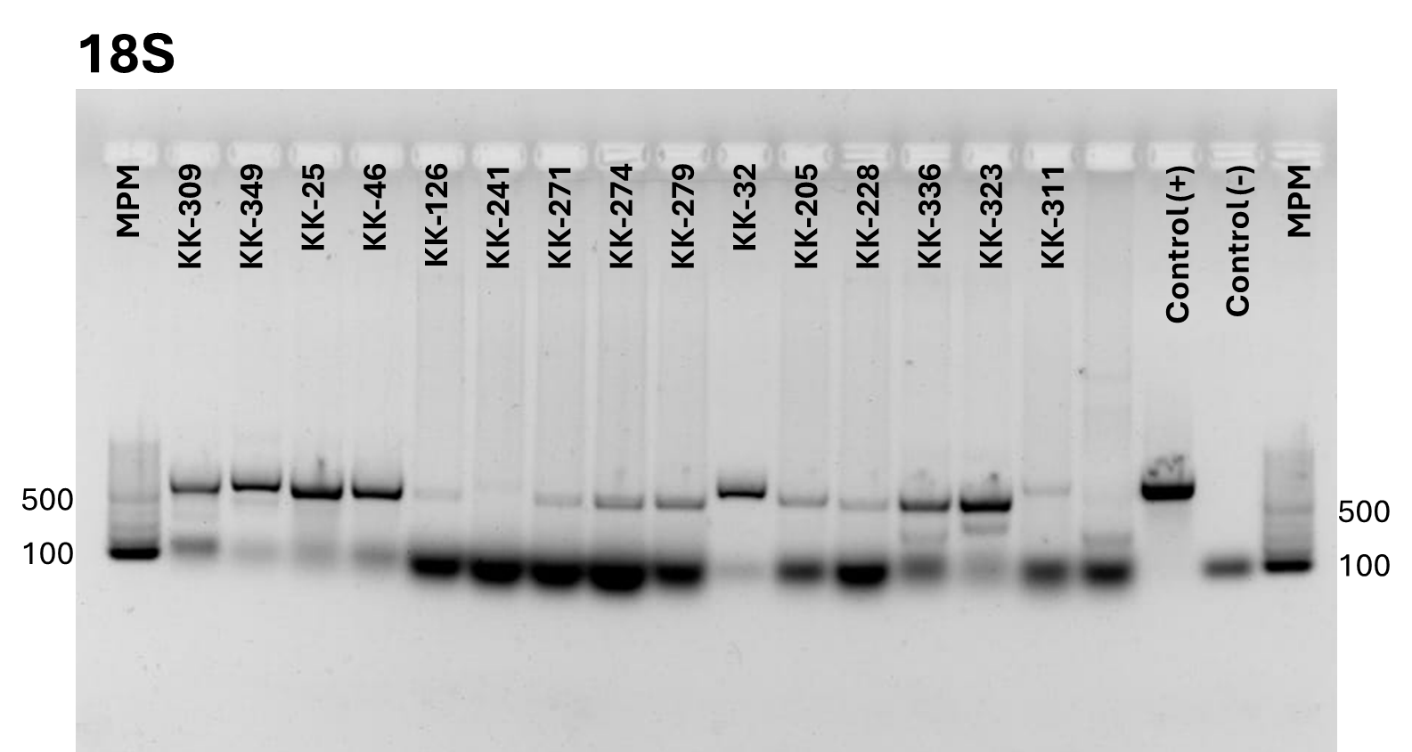 18S
MPM
KK-309
KK-349
KK-25
KK-46
KK-126
KK-241
KK-271
KK-274
KK-279
KK-32
KK-205
KK-228
KK-336
KK-323
KK-311
Control(+)
Control(-)
MPM
500
500
100
100